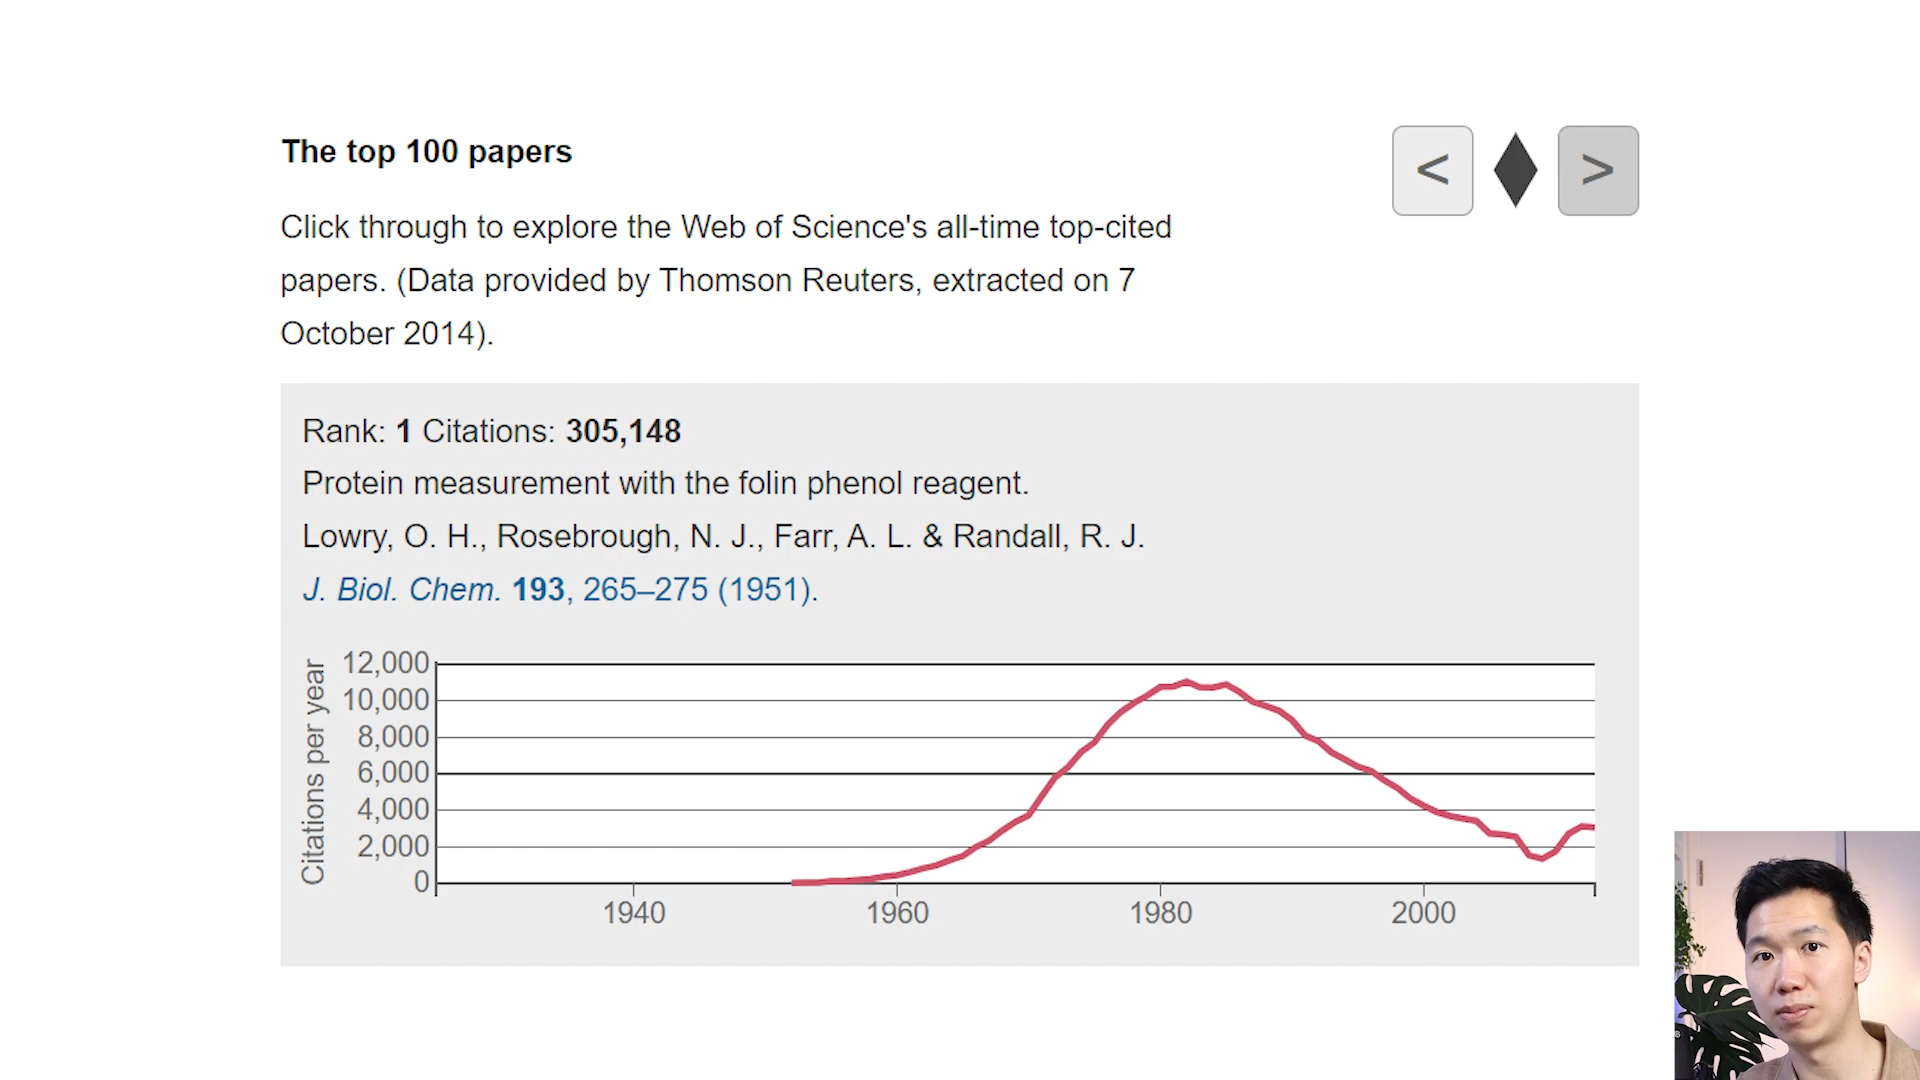 The top 100 papers
< ♦ >
Click through to explore the Web of Science's all-time top-cited
papers. (Data provided by Thomson Reuters, extracted on 7
October 2014).
Rank: 1 Citations: 305,148
Protein measurement with the folin phenol reagent.
Lowry, O. H., Rosebrough, N. J., Farr, A. L. & Randall, R. J.
J. Biol. Chem. 193, 265–275 (1951).
Citations per year
12,000
10,000
8,000
6,000
4,000
2,000
0
1940 1960 1980 2000